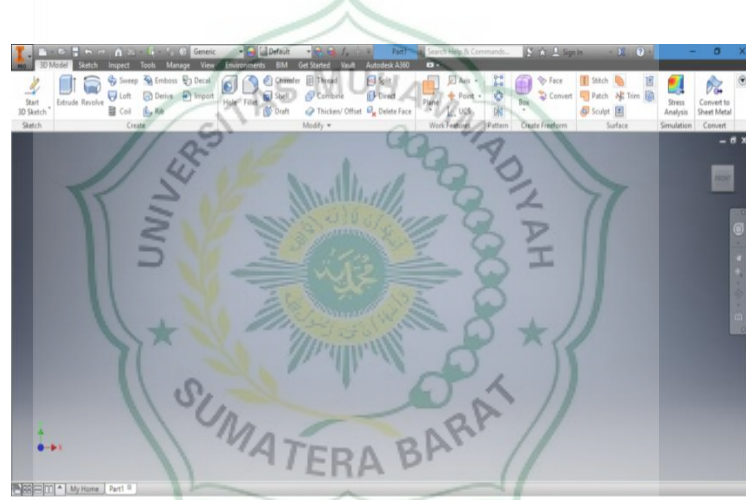 Generic Default Part1 Search Help & Commands... Sign In
3D Model Sketch Inspect Tools Manage View Environments BIM Get Started Vault Autodesk A360
Sweep Emboss Decal Chamfer Thread Split Axis Face Stitch
Start 3D Sketch Extrude Revolve Loft Derive Import Hole Fillet Shell Combine Direct Plane Point Box Convert Patch Trim Stress Analysis Convert to Sheet Metal
Coil Rib Draft Thicken/ Offset Delete Face UCS Sculpt
Sketch Create Modify Work Features Pattern Create Freeform Surface Simulation Convert
FRONT
UNIVERSITAS MUHAMMADIYAH
SUMATERA BARAT
محمدية
X
My Home Part1